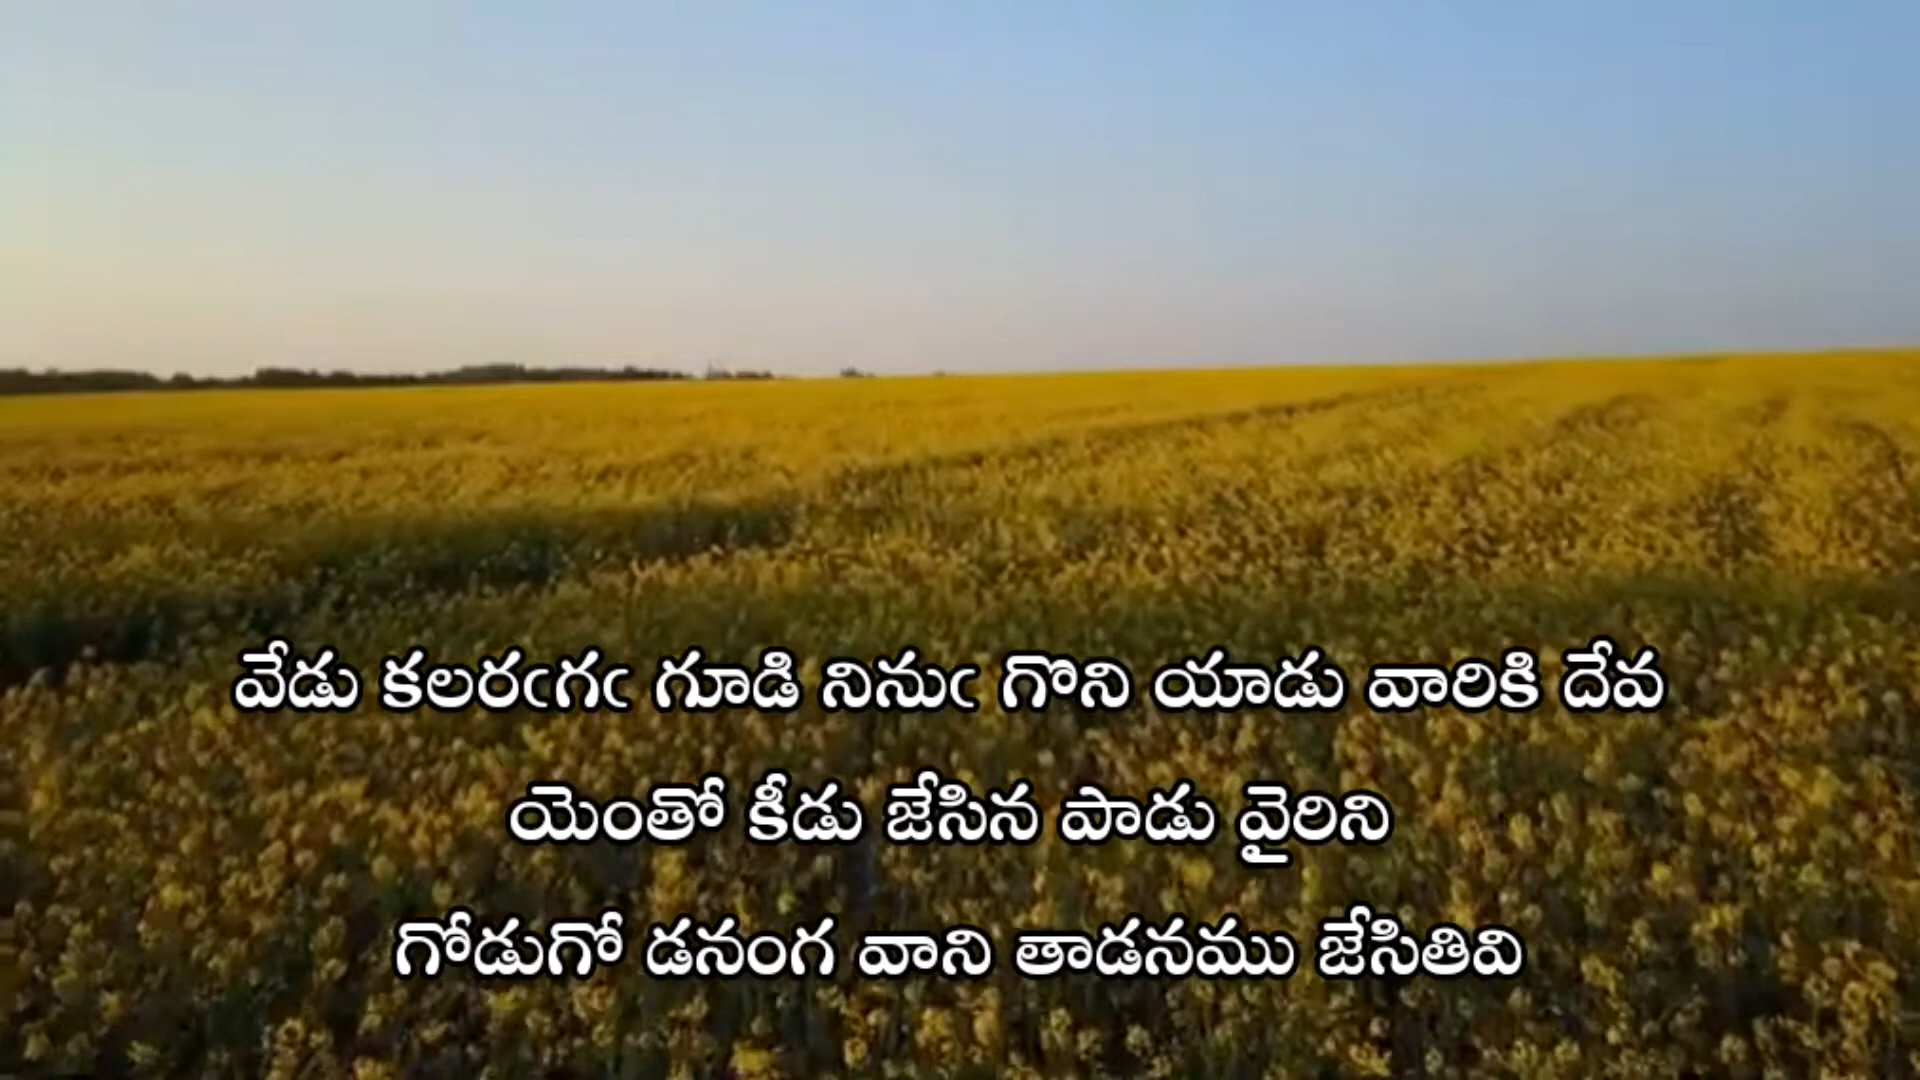 వేడు కలరఁగఁ గూడి నినుఁ గొని యాడు వారికి దేవ
యెంతో కీడు జేసిన పాడు వైరిని
గోడుగో డనంగ వాని తాడనము జేసితివి